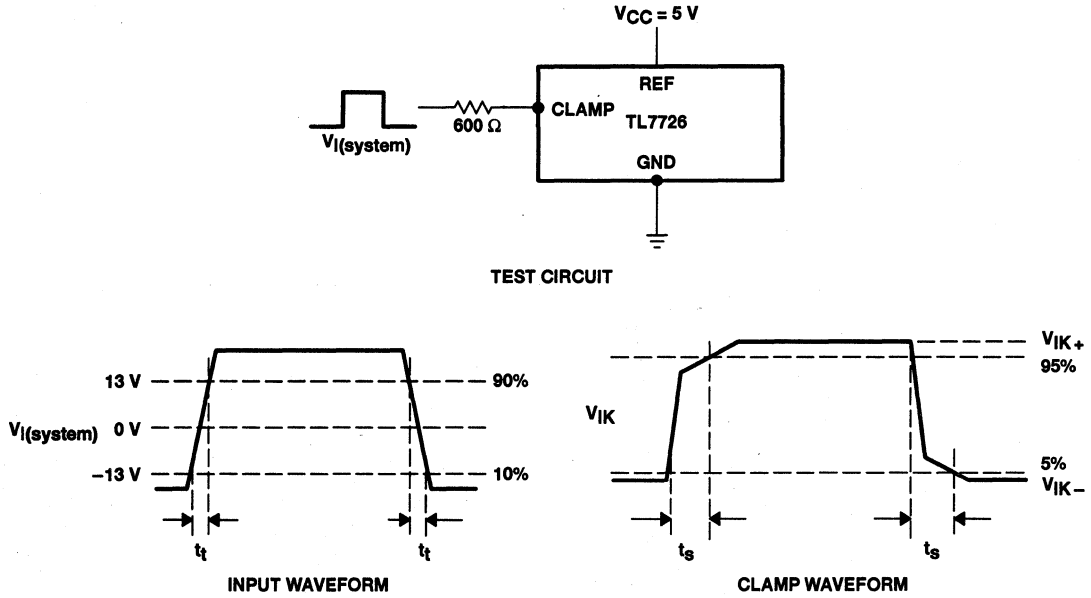 VCC = 5 V
REF
CLAMP
TL7726
600 Ω
VI(system)
GND
TEST CIRCUIT
13 V
90%
VI(system) 0 V
−13 V
10%
tt
tt
INPUT WAVEFORM
VIK+
95%
VIK
5%
VIK−
ts
ts
CLAMP WAVEFORM